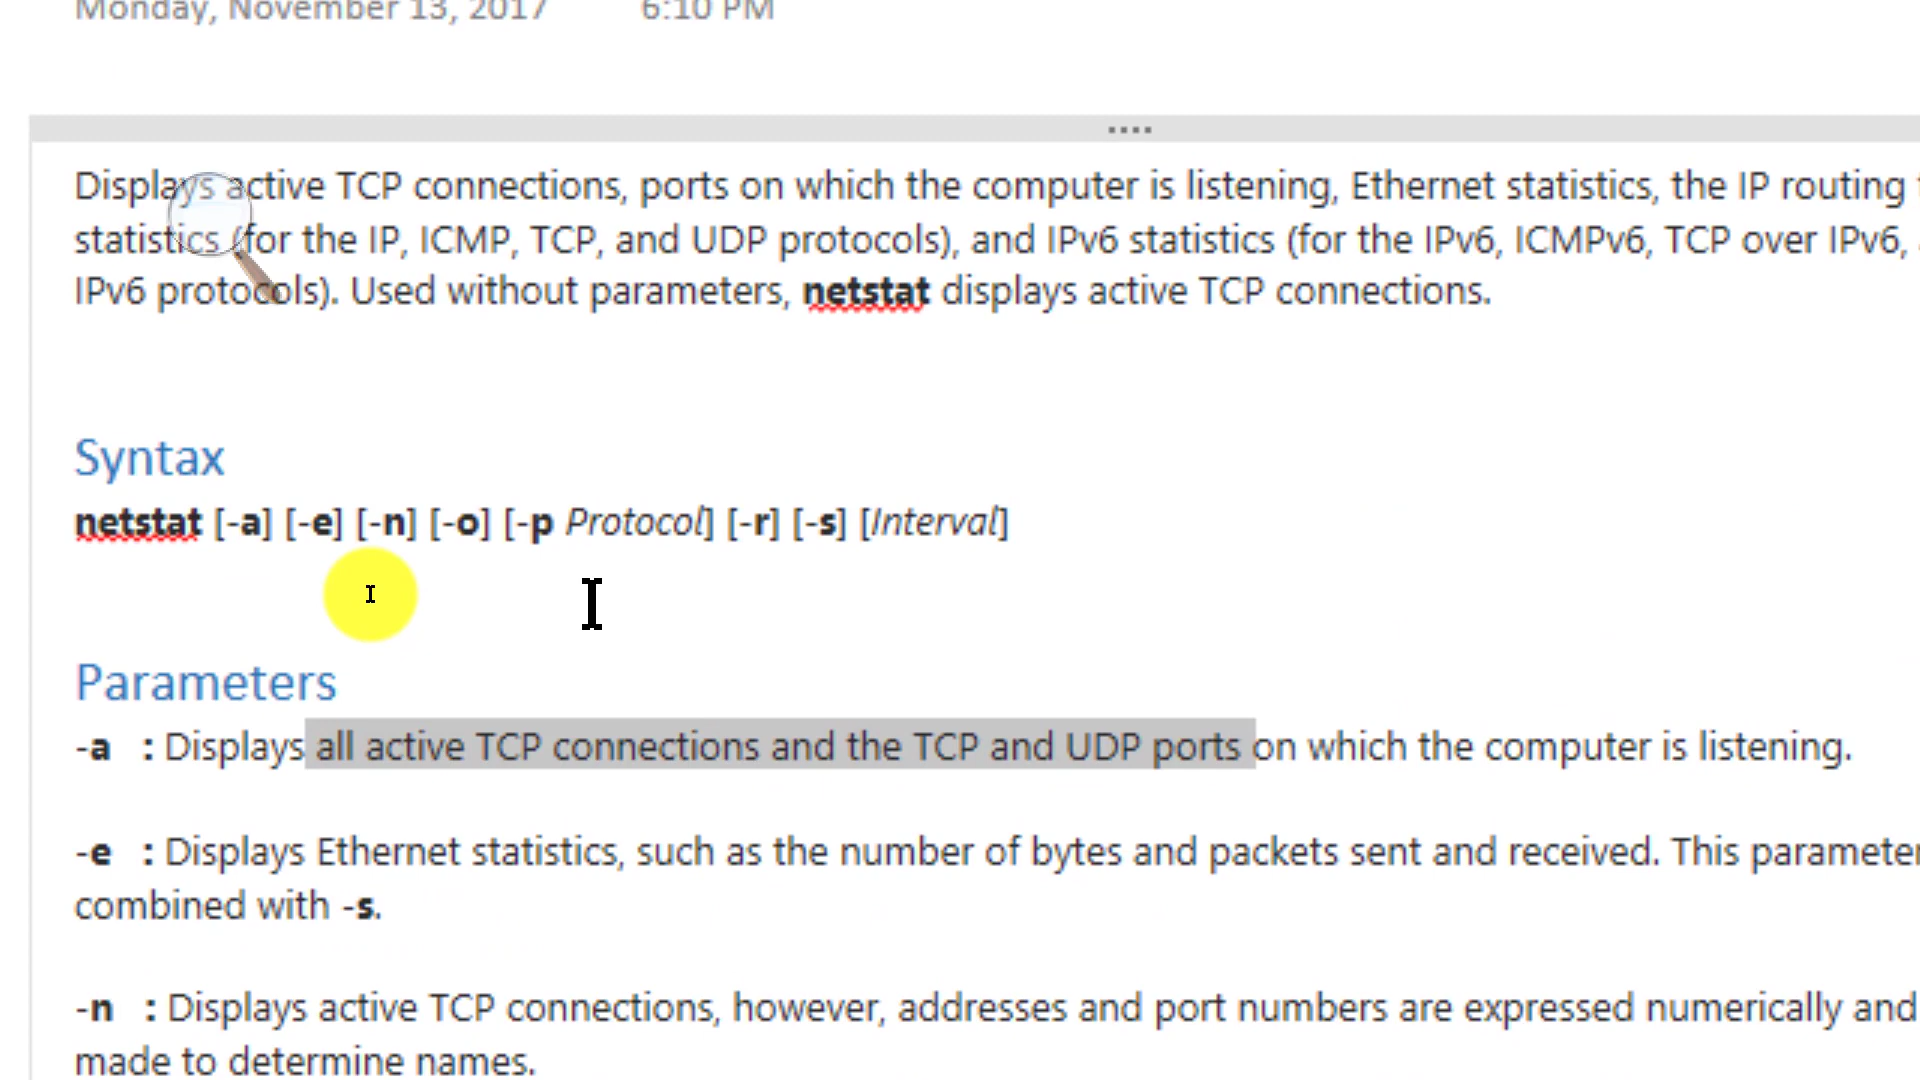 Monday, November 13, 2017 6:10 PM
Displays active TCP connections, ports on which the computer is listening, Ethernet statistics, the IP routing
statistics (for the IP, ICMP, TCP, and UDP protocols), and IPv6 statistics (for the IPv6, ICMPv6, TCP over IPv6,
IPv6 protocols). Used without parameters, netstat displays active TCP connections.
Syntax
netstat [-a] [-e] [-n] [-o] [-p Protocol] [-r] [-s] [Interval]
Parameters
-a : Displays all active TCP connections and the TCP and UDP ports on which the computer is listening.
-e : Displays Ethernet statistics, such as the number of bytes and packets sent and received. This parameter
combined with -s.
-n : Displays active TCP connections, however, addresses and port numbers are expressed numerically and
made to determine names.